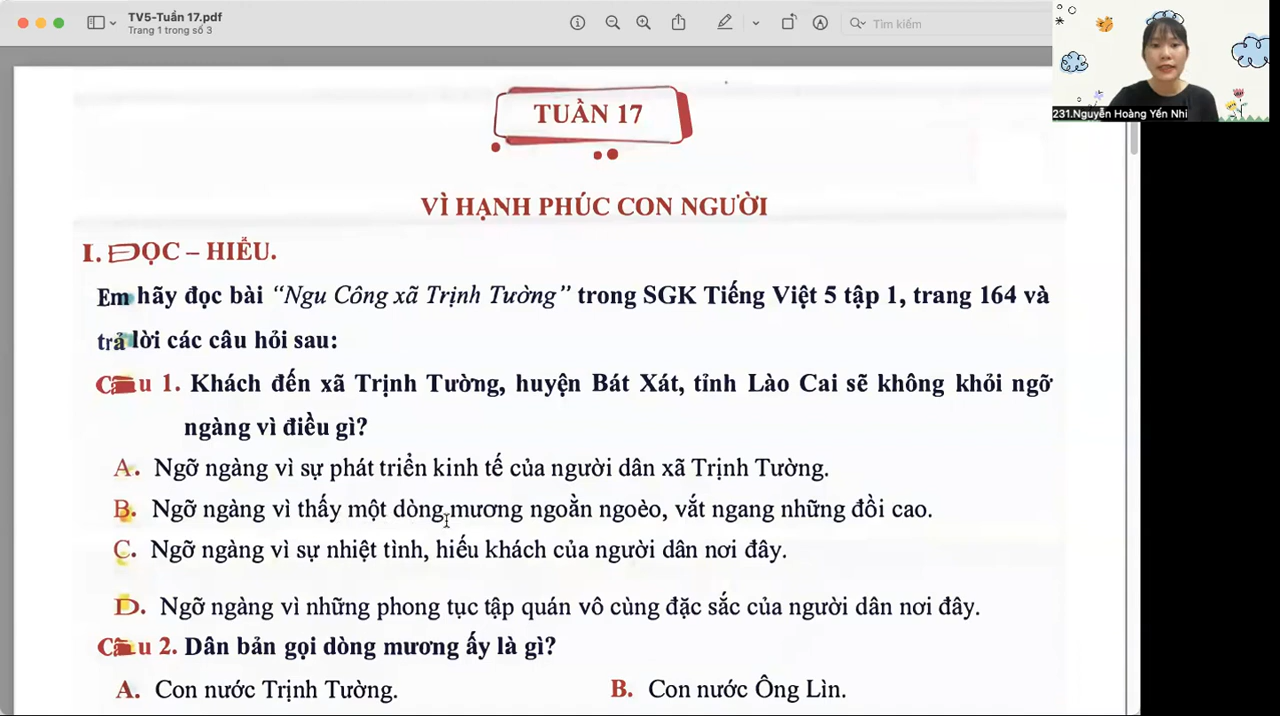 TV5-Tuần 17.pdf
Trang 1 trong số 3
Tìm kiếm
231.Nguyễn Hoàng Yến Nhi
TUẦN 17
VÌ HẠNH PHÚC CON NGƯỜI
I. ĐỌC – HIỂU.
Em hãy đọc bài “Ngu Công xã Trịnh Tường” trong SGK Tiếng Việt 5 tập 1, trang 164 và
trả lời các câu hỏi sau:
Câu 1. Khách đến xã Trịnh Tường, huyện Bát Xát, tỉnh Lào Cai sẽ không khỏi ngỡ
ngàng vì điều gì?
A. Ngỡ ngàng vì sự phát triển kinh tế của người dân xã Trịnh Tường.
B. Ngỡ ngàng vì thấy một dòng mương ngoằn ngoèo, vắt ngang những đồi cao.
C. Ngỡ ngàng vì sự nhiệt tình, hiếu khách của người dân nơi đây.
D. Ngỡ ngàng vì những phong tục tập quán vô cùng đặc sắc của người dân nơi đây.
Câu 2. Dân bản gọi dòng mương ấy là gì?
A. Con nước Trịnh Tường. B. Con nước Ông Lìn.